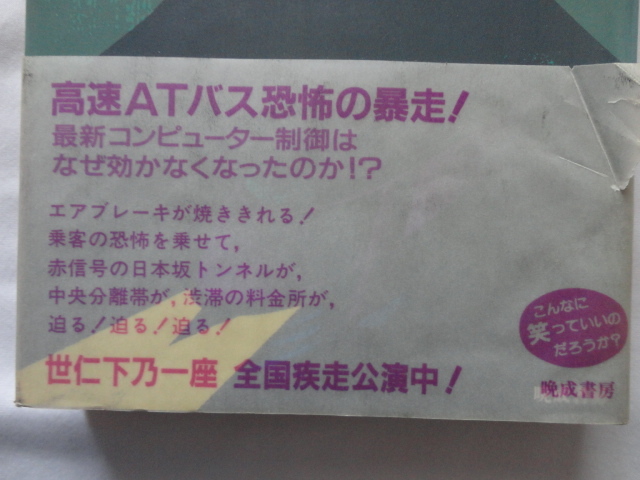 高速ATバス恐怖の暴走!
最新コンピューター制御は
なぜ効かなくなったのか!?
エアブレーキが焼ききれる!
乗客の恐怖を乗せて,
赤信号の日本坂トンネルが,
中央分離帯が,渋滞の料金所が,
迫る!迫る!迫る!
世仁下乃一座 全国疾走公演中!
こんなに
笑っていいの
だろうか?
晩成書房